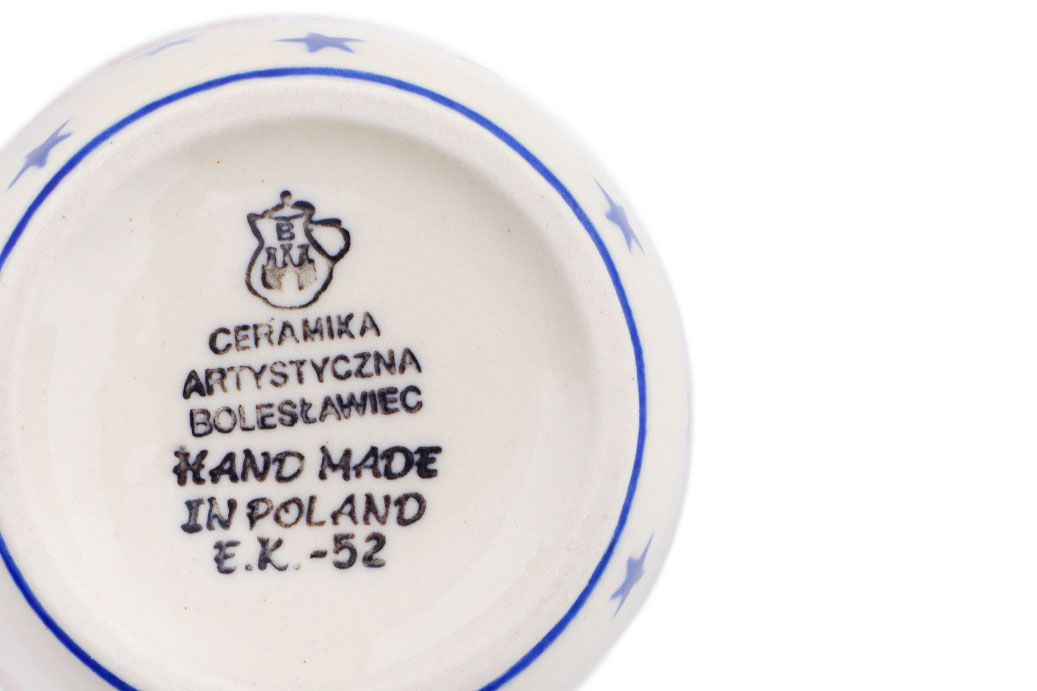 B
CERAMIKA
ARTYSTYCZNA
BOLESŁAWIEC
HAND MADE
IN POLAND
E.K.-52